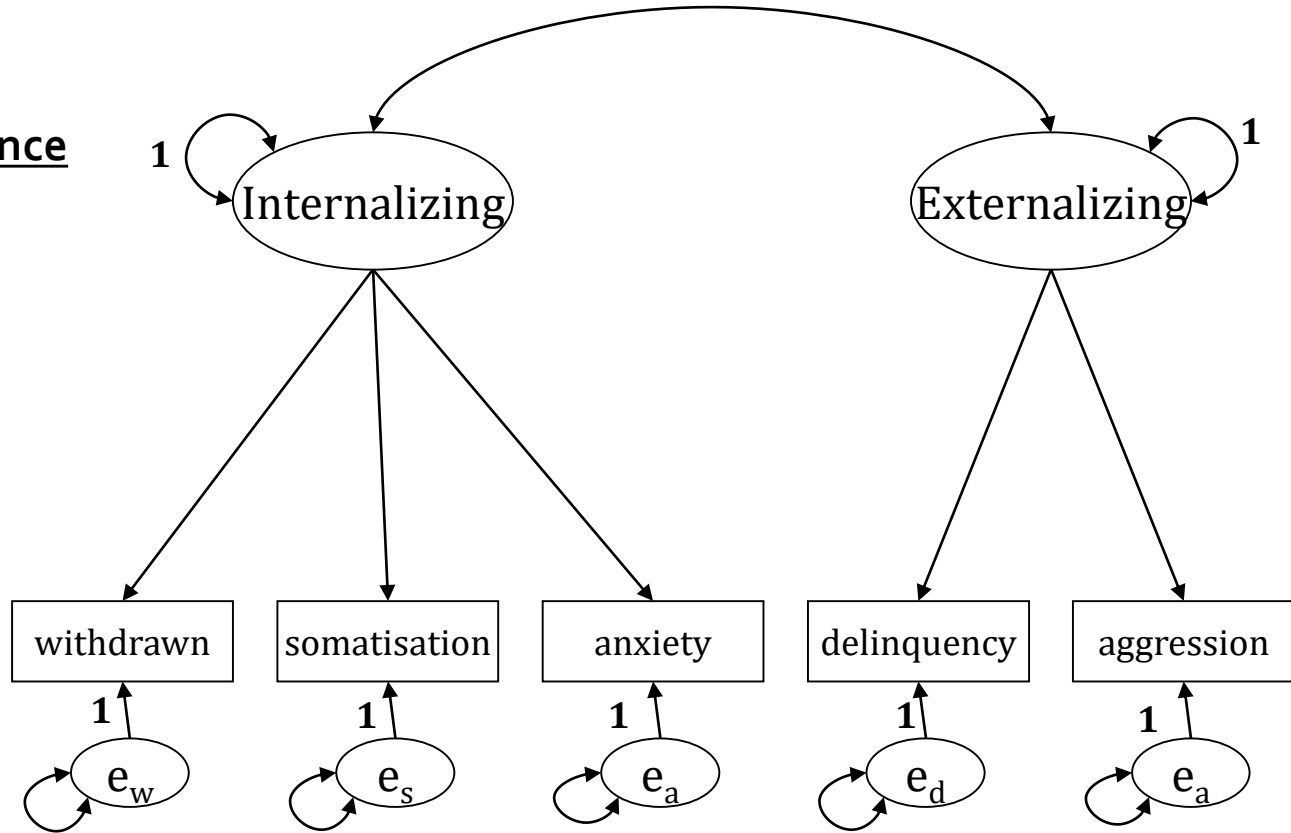 nce
1
1
Internalizing
Externalizing
withdrawn
somatisation
anxiety
delinquency
aggression
1
1
1
1
1
e_w
e_s
e_a
e_d
e_a